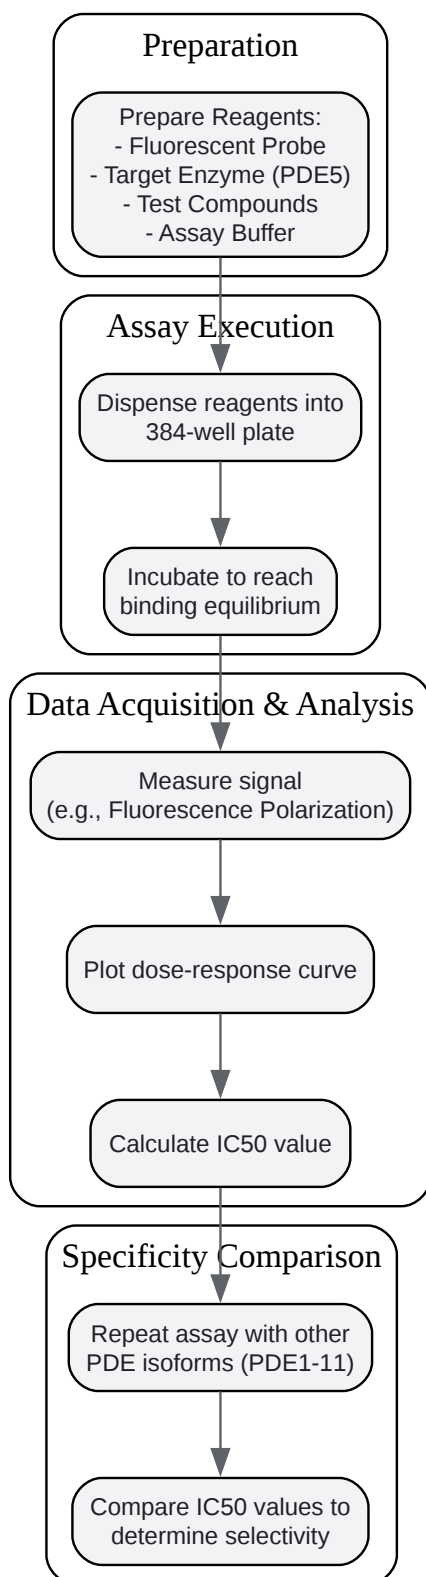 Preparation
Prepare Reagents:
- Fluorescent Probe
- Target Enzyme (PDE5)
- Test Compounds
- Assay Buffer
Assay Execution
Dispense reagents into
384-well plate
Incubate to reach
binding equilibrium
Data Acquisition & Analysis
Measure signal
(e.g., Fluorescence Polarization)
Plot dose-response curve
Calculate IC50 value
Specificity Comparison
Repeat assay with other
PDE isoforms (PDE1-11)
Compare IC50 values to
determine selectivity